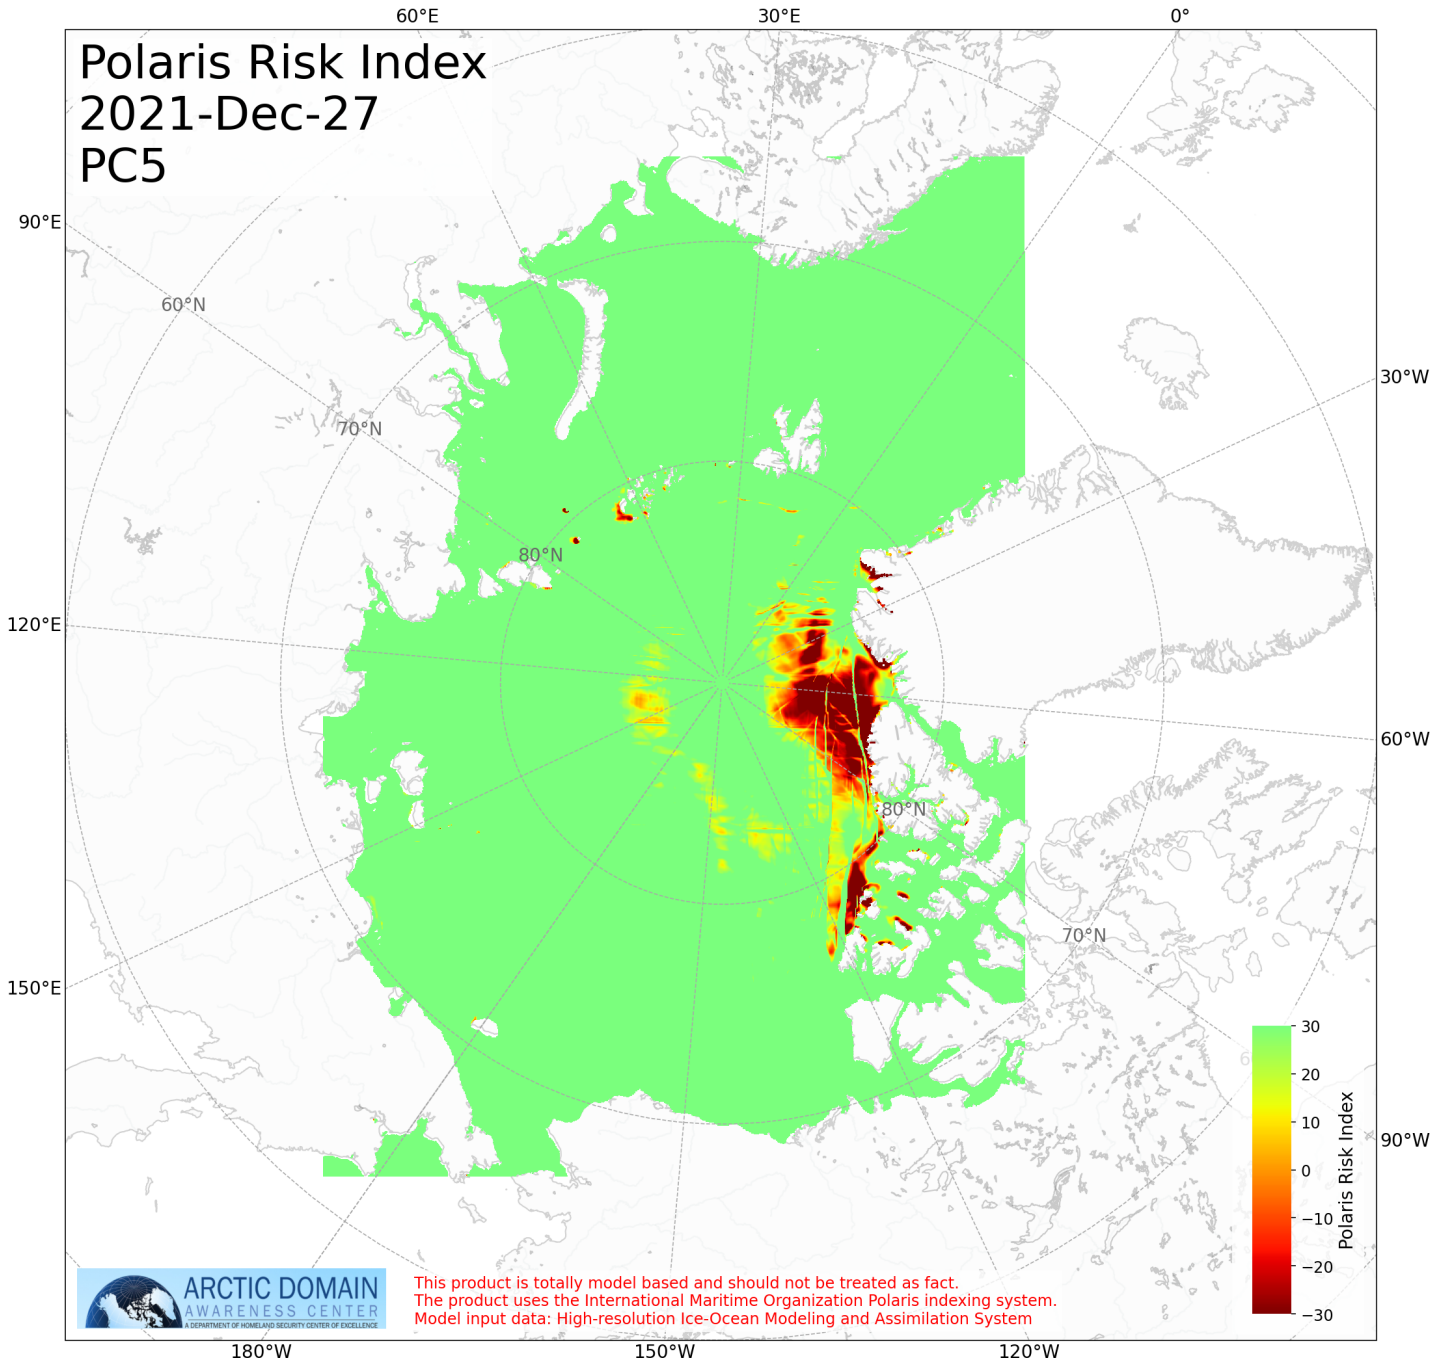 60°E
30°E
0°
Polaris Risk Index
2021-Dec-27
PC5
90°E
60°N
30°W
70°N
80°N
120°E
60°W
80°N
70°N
150°E
30
20
10
0
−10
−20
−30
Polaris Risk Index
90°W
ARCTIC DOMAIN
AWARENESS CENTER
A DEPARTMENT OF HOMELAND SECURITY CENTER OF EXCELLENCE
This product is totally model based and should not be treated as fact.
The product uses the International Maritime Organization Polaris indexing system.
Model input data: High-resolution Ice-Ocean Modeling and Assimilation System
180°W
150°W
120°W